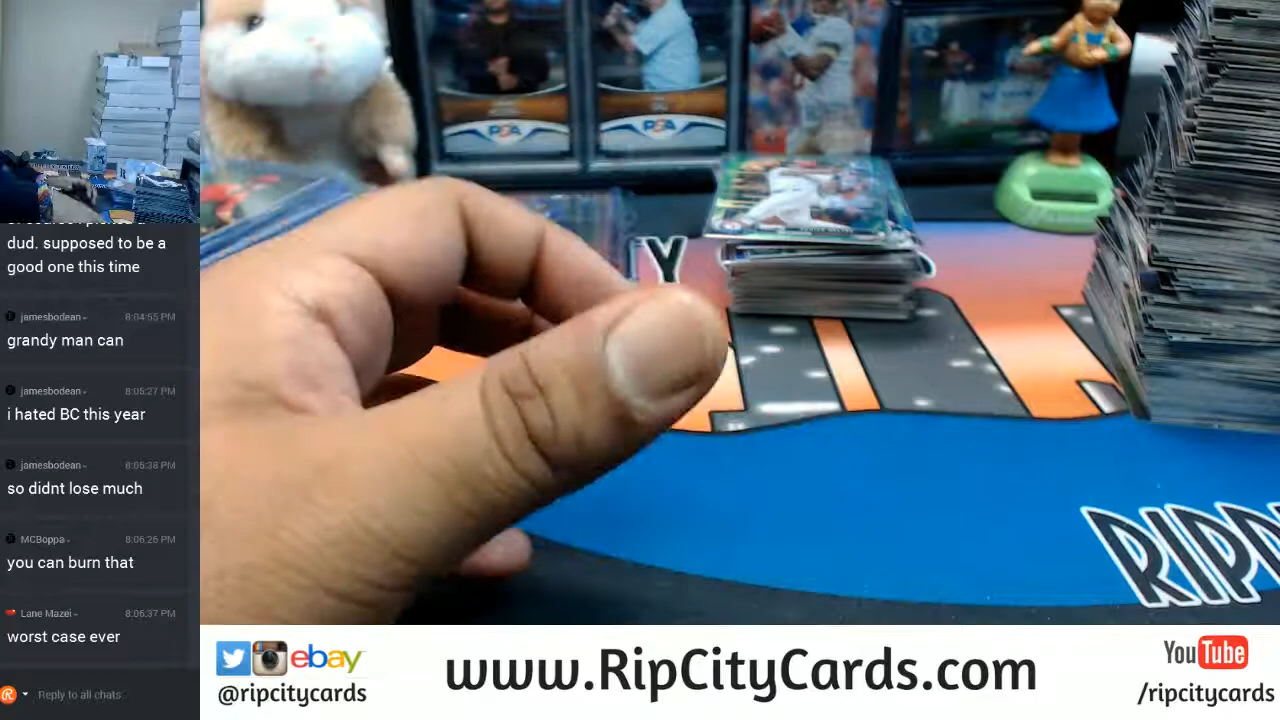 dud. supposed to be a
good one this time
jamesbodean
8:04:55 PM
grandy man can
jamesbodean
8:05:27 PM
i hated BC this year
jamesbodean
8:05:38 PM
so didnt lose much
MCBoppa
8:06:26 PM
you can burn that
Lane Mazei
8:06:37 PM
worst case ever
Reply to all chats
PSA
PSA
TY
RIPP
ebay
@ripcitycards
www.RipCityCards.com
YouTube
/ripcitycards